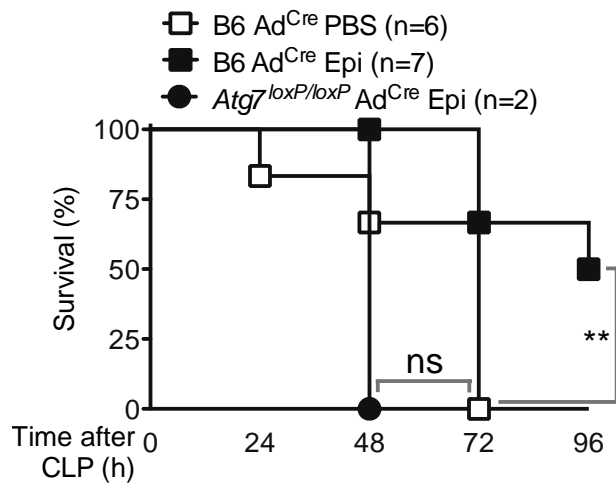 B6 Ad^Cre PBS (n=6)
B6 Ad^Cre Epi (n=7)
Atg7^loxP/loxP Ad^Cre Epi (n=2)
Survival (%)
100
75
50
25
0
**
ns
Time after
CLP (h)
0 24 48 72 96